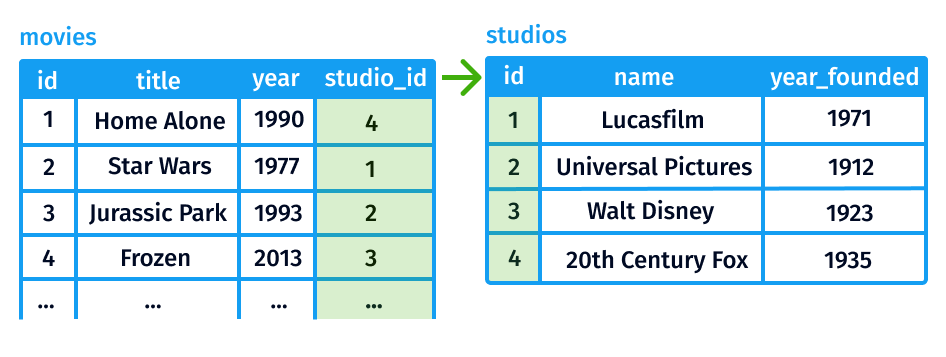 movies
id title year studio_id
1 Home Alone 1990 4
2 Star Wars 1977 1
3 Jurassic Park 1993 2
4 Frozen 2013 3
... ... ... ...
studios
id name year_founded
1 Lucasfilm 1971
2 Universal Pictures 1912
3 Walt Disney 1923
4 20th Century Fox 1935